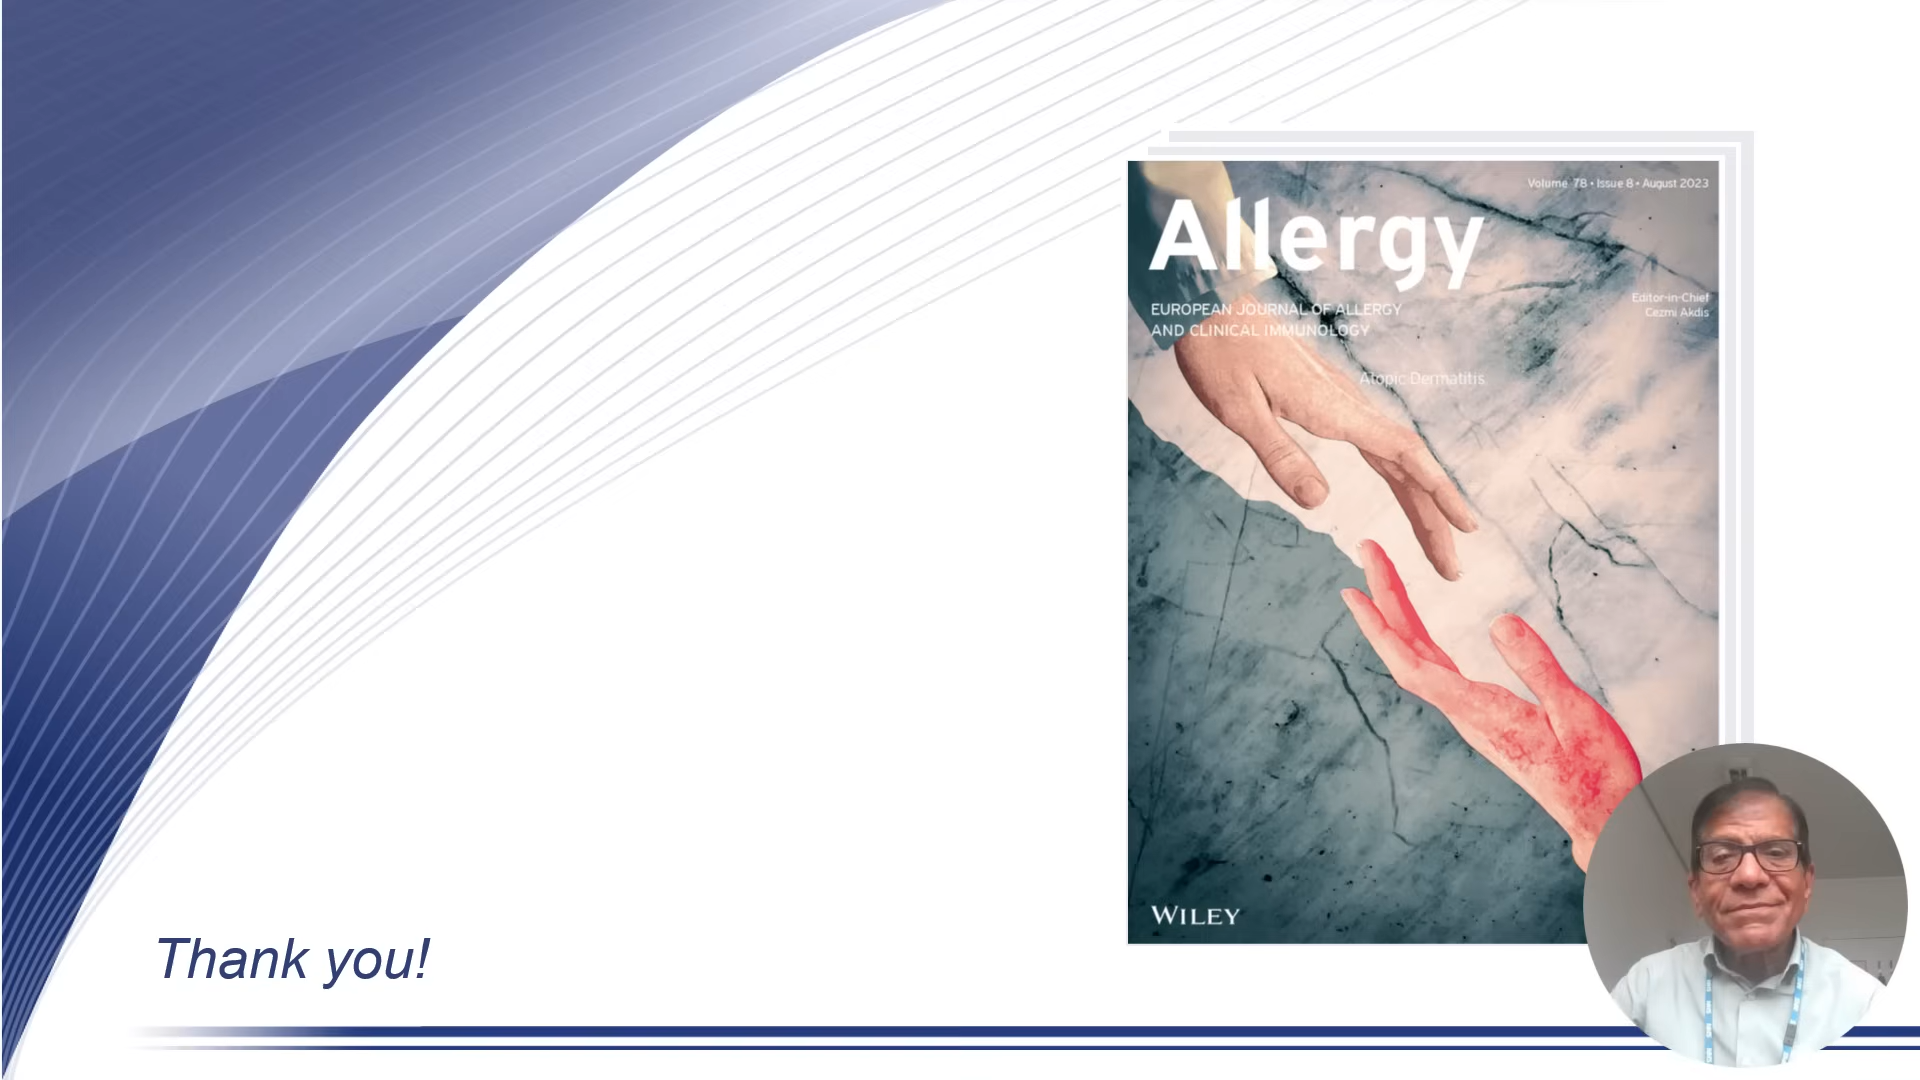 Volume 78 • Issue 8 • August 2023
Allergy
EUROPEAN JOURNAL OF ALLERGY
AND CLINICAL IMMUNOLOGY
Editor-in-Chief
Cezmi Akdis
Atopic Dermatitis
WILEY
Thank you!